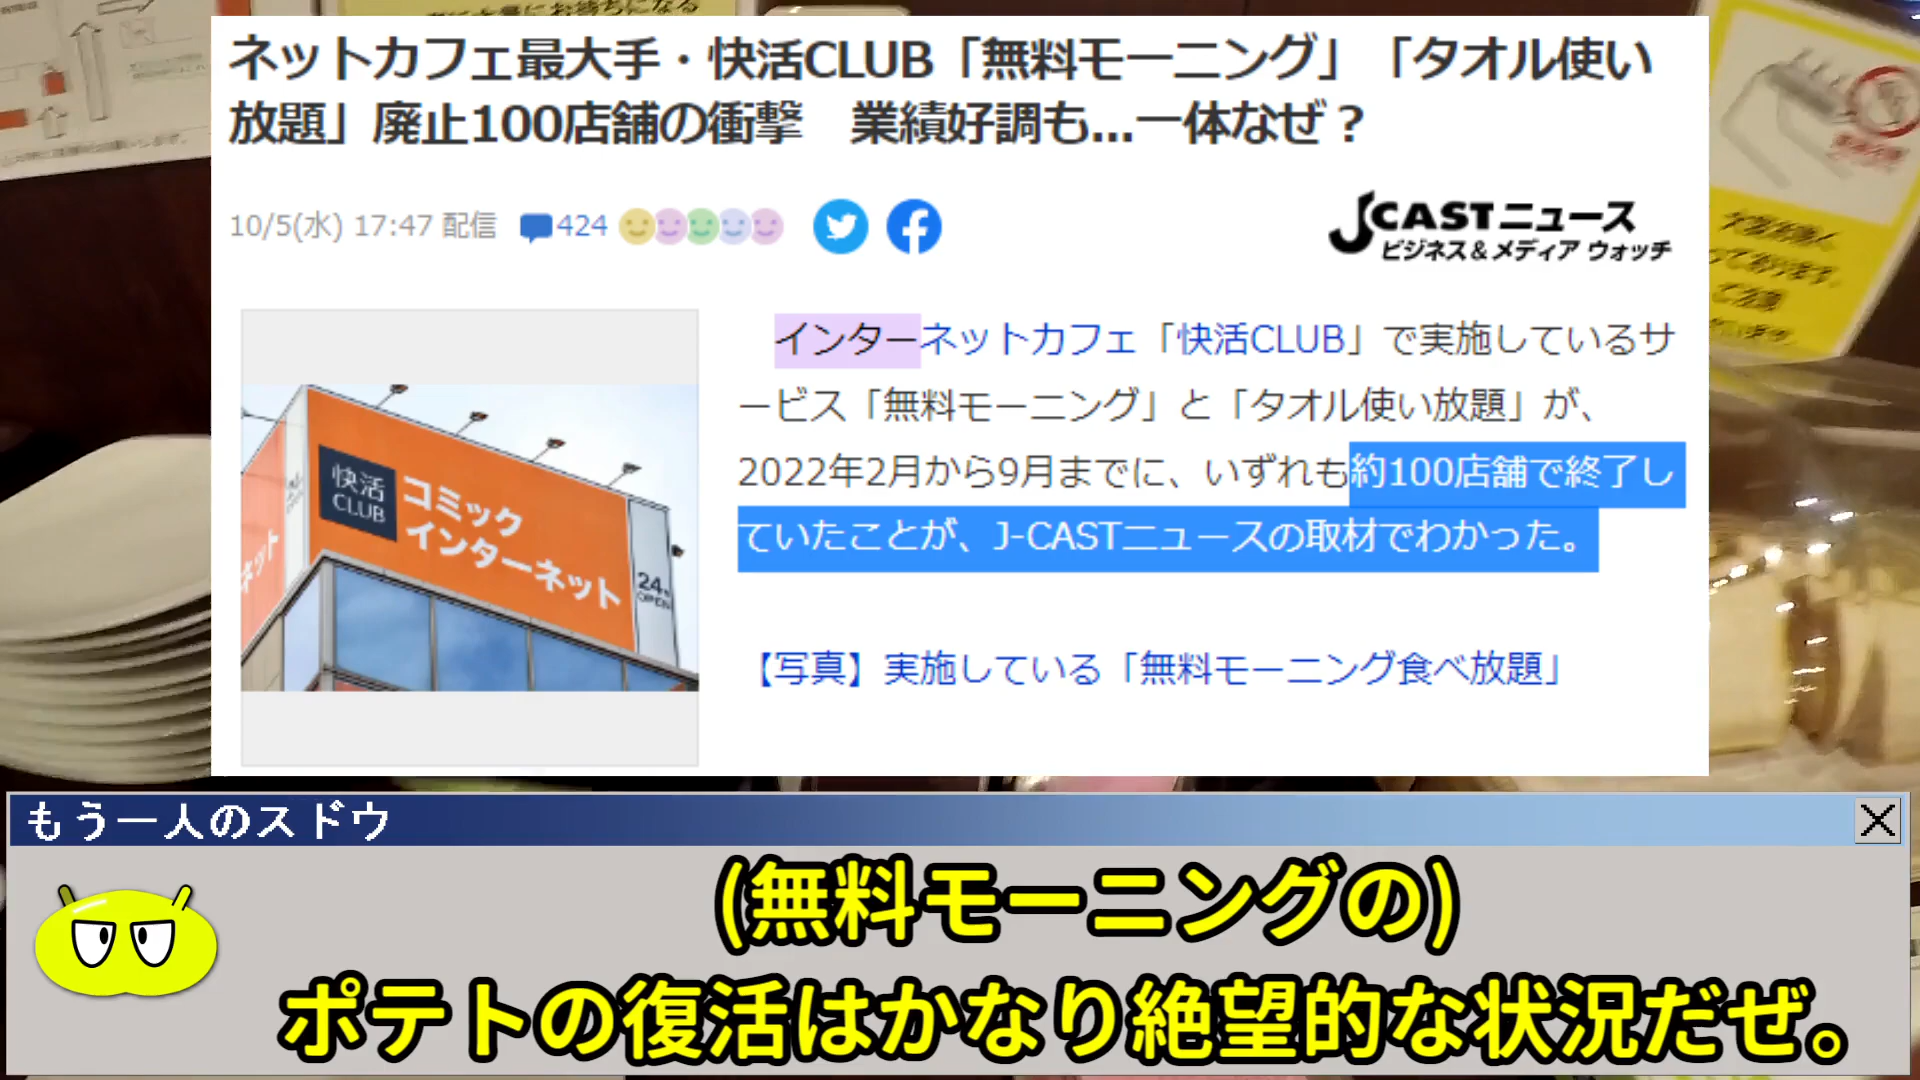 ネットカフェ最大手・快活CLUB「無料モーニング」「タオル使い
放題」廃止100店舗の衝撃　業績好調も…一体なぜ？
10/5(水) 17:47 配信
424
J-CASTニュース
ビジネス&メディア ウォッチ
インターネットカフェ「快活CLUB」で実施しているサ
ービス「無料モーニング」と「タオル使い放題」が、
2022年2月から9月までに、いずれも約100店舗で終了し
ていたことが、J-CASTニュースの取材でわかった。
【写真】実施している「無料モーニング食べ放題」
快活
CLUB
コミック
インターネット
ネット
24
OPEN
もう一人のスドウ
(無料モーニングの)
ポテトの復活はかなり絶望的な状況だぜ。